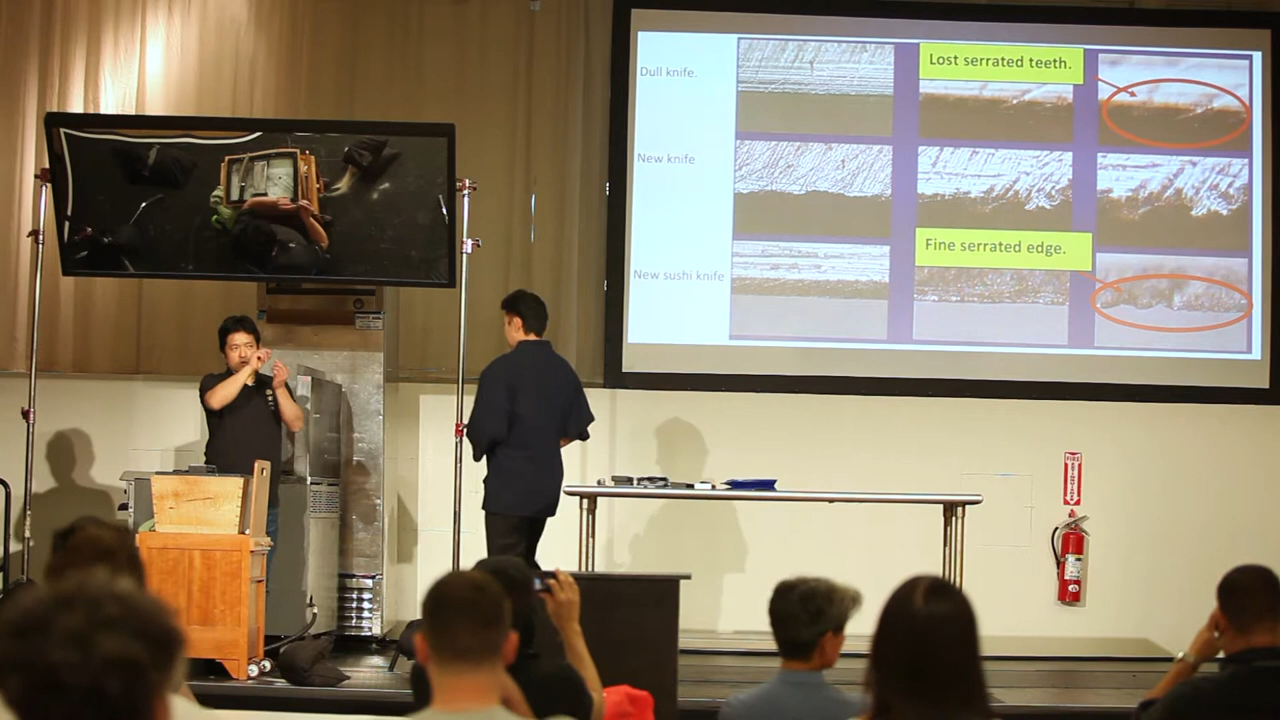 Dull knife.
Lost serrated teeth.
New knife
Fine serrated edge.
New sushi knife
FIRE